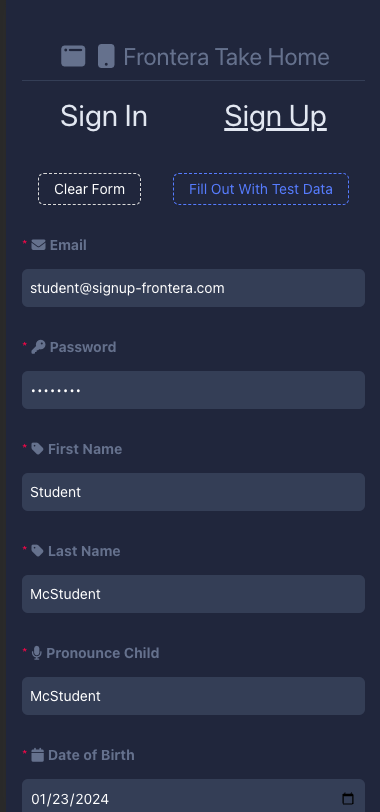 Frontera Take Home
Sign In Sign Up
Clear Form Fill Out With Test Data
* Email
student@signup-frontera.com
* Password
••••••••
* First Name
Student
* Last Name
McStudent
* Pronounce Child
McStudent
* Date of Birth
01/23/2024